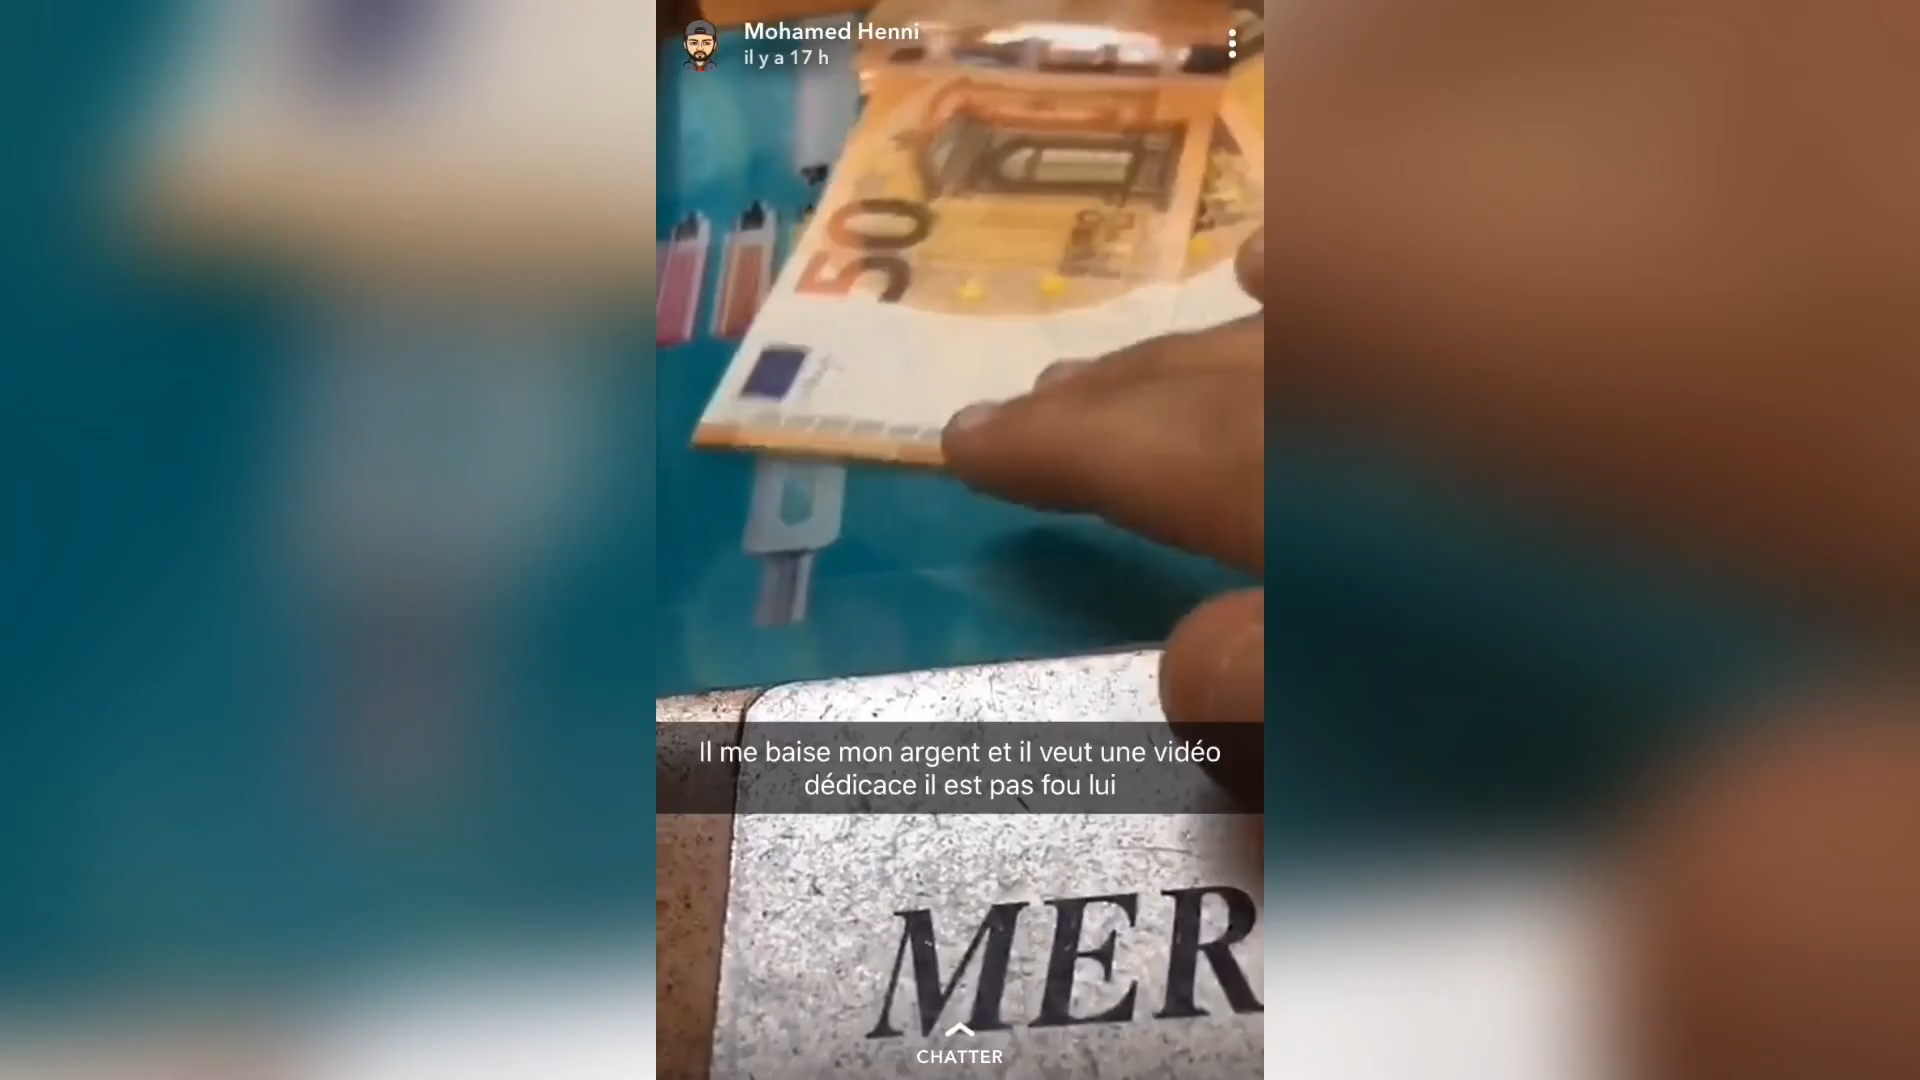 Mohamed Henni
il y a 17 h
50
Il me baise mon argent et il veut une vidéo
dédicace il est pas fou lui
MER
CHATTER